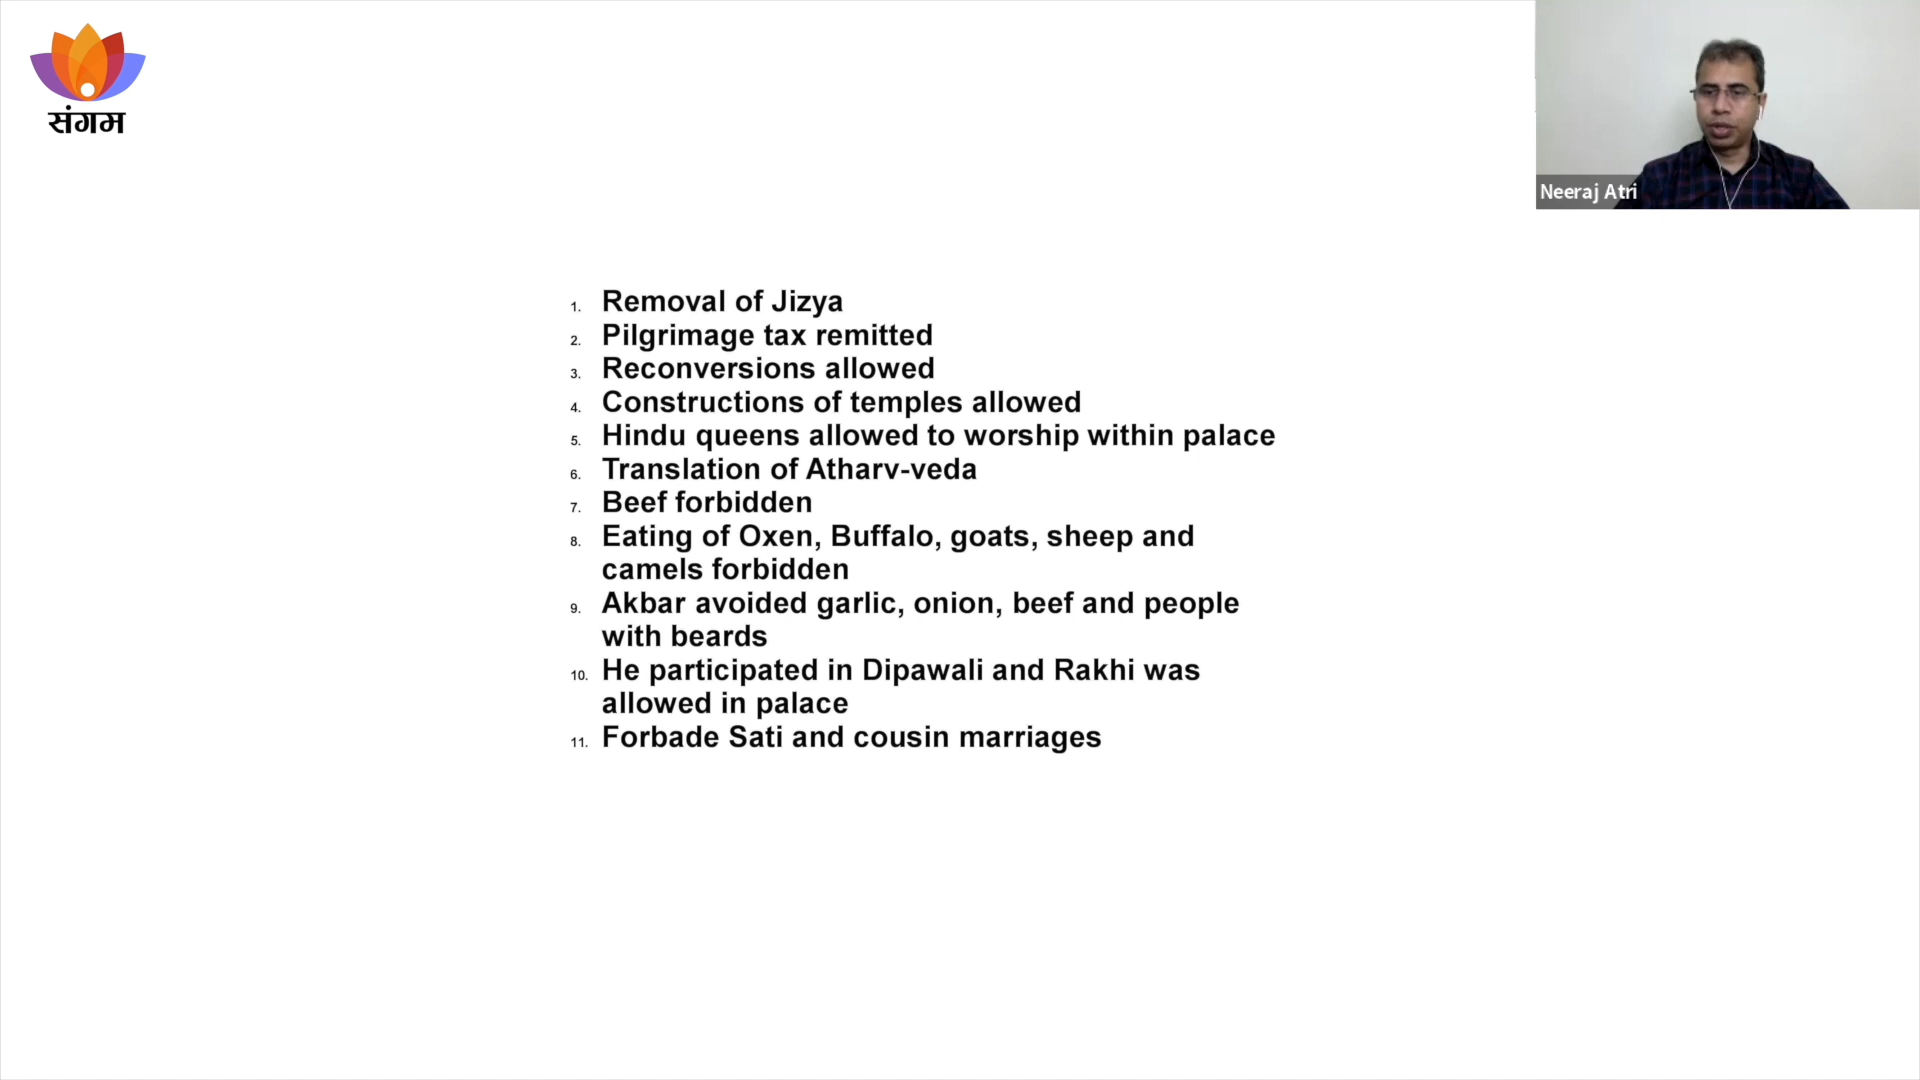 संगम
Neeraj Atri
1. Removal of Jizya
2. Pilgrimage tax remitted
3. Reconversions allowed
4. Constructions of temples allowed
5. Hindu queens allowed to worship within palace
6. Translation of Atharv-veda
7. Beef forbidden
8. Eating of Oxen, Buffalo, goats, sheep and
camels forbidden
9. Akbar avoided garlic, onion, beef and people
with beards
10. He participated in Dipawali and Rakhi was
allowed in palace
11. Forbade Sati and cousin marriages